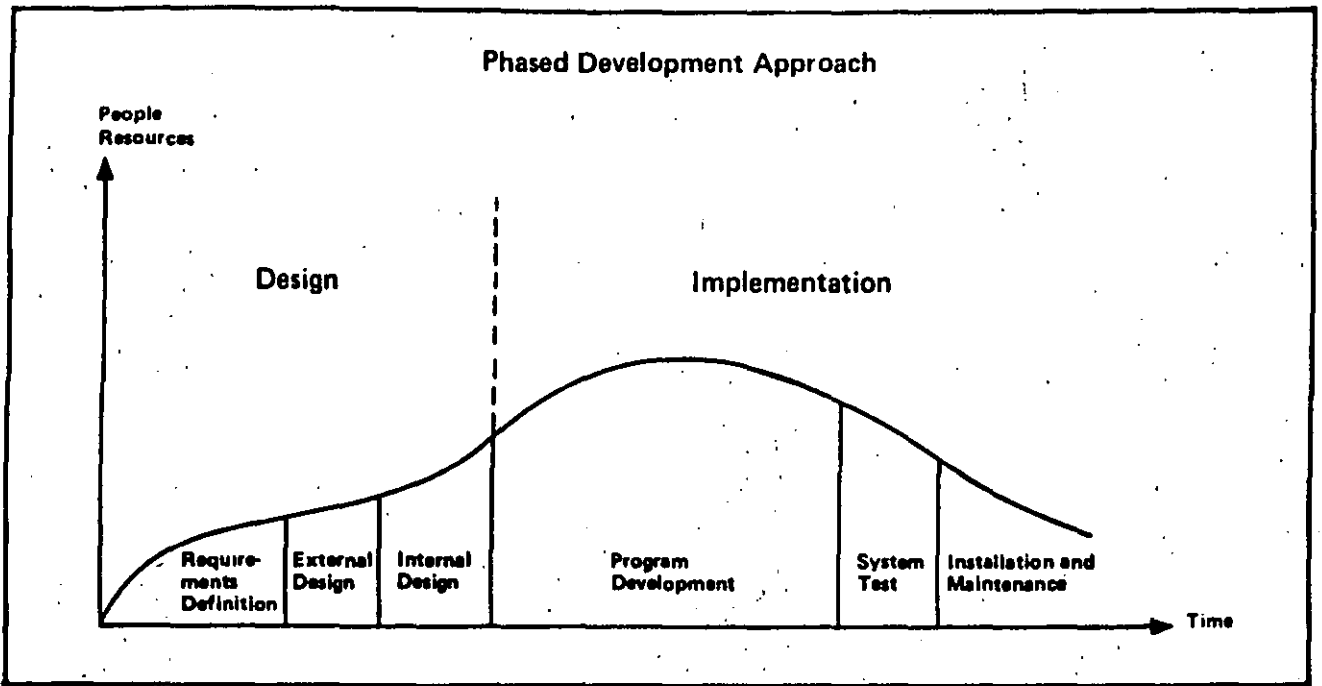 Phased Development Approach
People
Resources
Design
Implementation
Require-
ments
Definition
External
Design
Internal
Design
Program
Development
System
Test
Installation and
Maintenance
Time